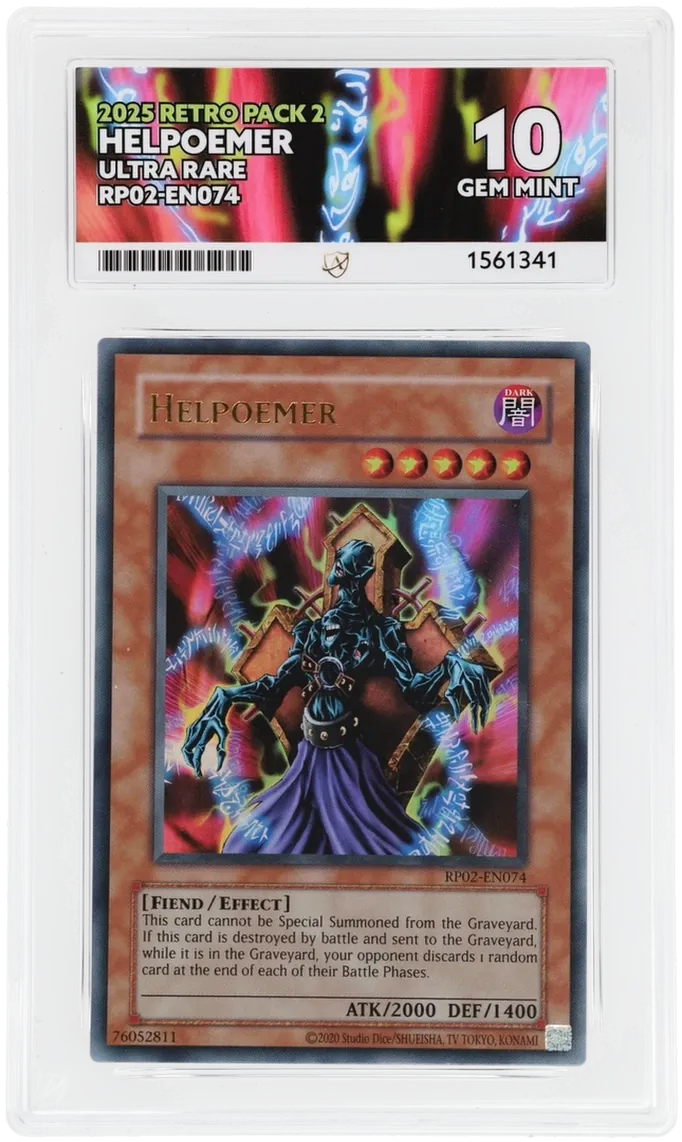 2025 RETRO PACK 2
HELPOEMER
ULTRA RARE
RP02-EN074
10
GEM MINT
1561341
HELPOEMER
DARK
闇
RP02-EN074
[FIEND / EFFECT]
This card cannot be Special Summoned from the Graveyard.
If this card is destroyed by battle and sent to the Graveyard,
while it is in the Graveyard, your opponent discards 1 random
card at the end of each of their Battle Phases.
ATK/2000 DEF/1400
76052811
©2020 Studio Dice/SHUEISHA, TV TOKYO, KONAMI